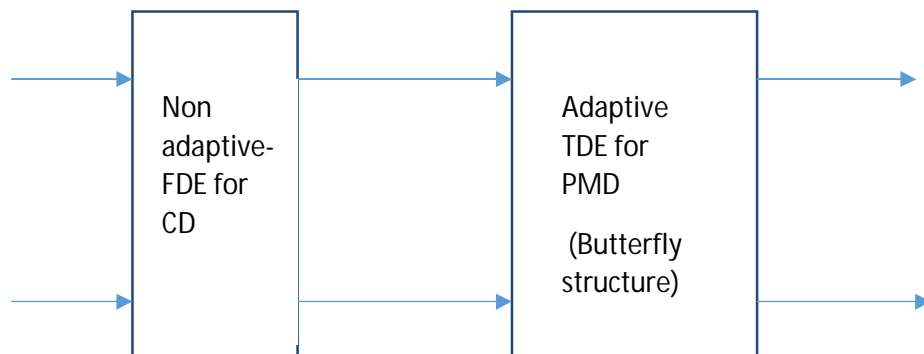 Non
adaptive-
FDE for
CD
Adaptive
TDE for
PMD
(Butterfly
structure)